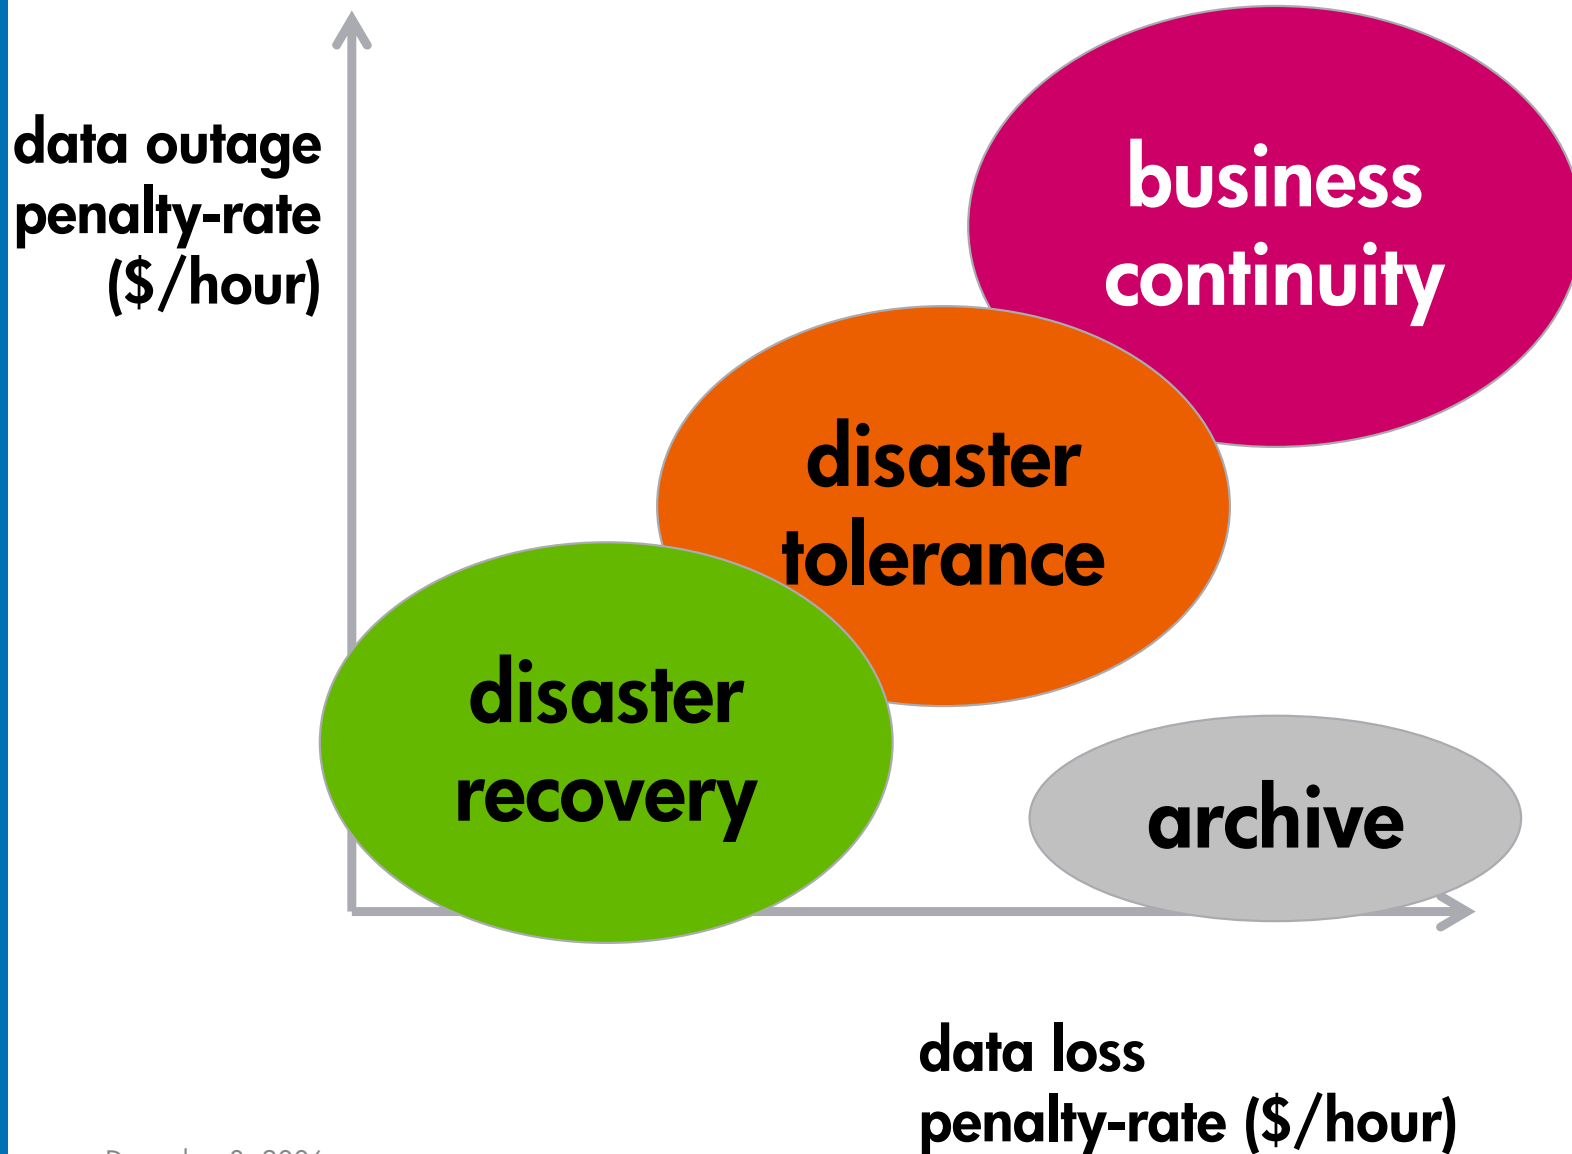 data outage
penalty-rate
($/hour)
business
continuity
disaster
tolerance
disaster
recovery
archive
data loss
penalty-rate ($/hour)